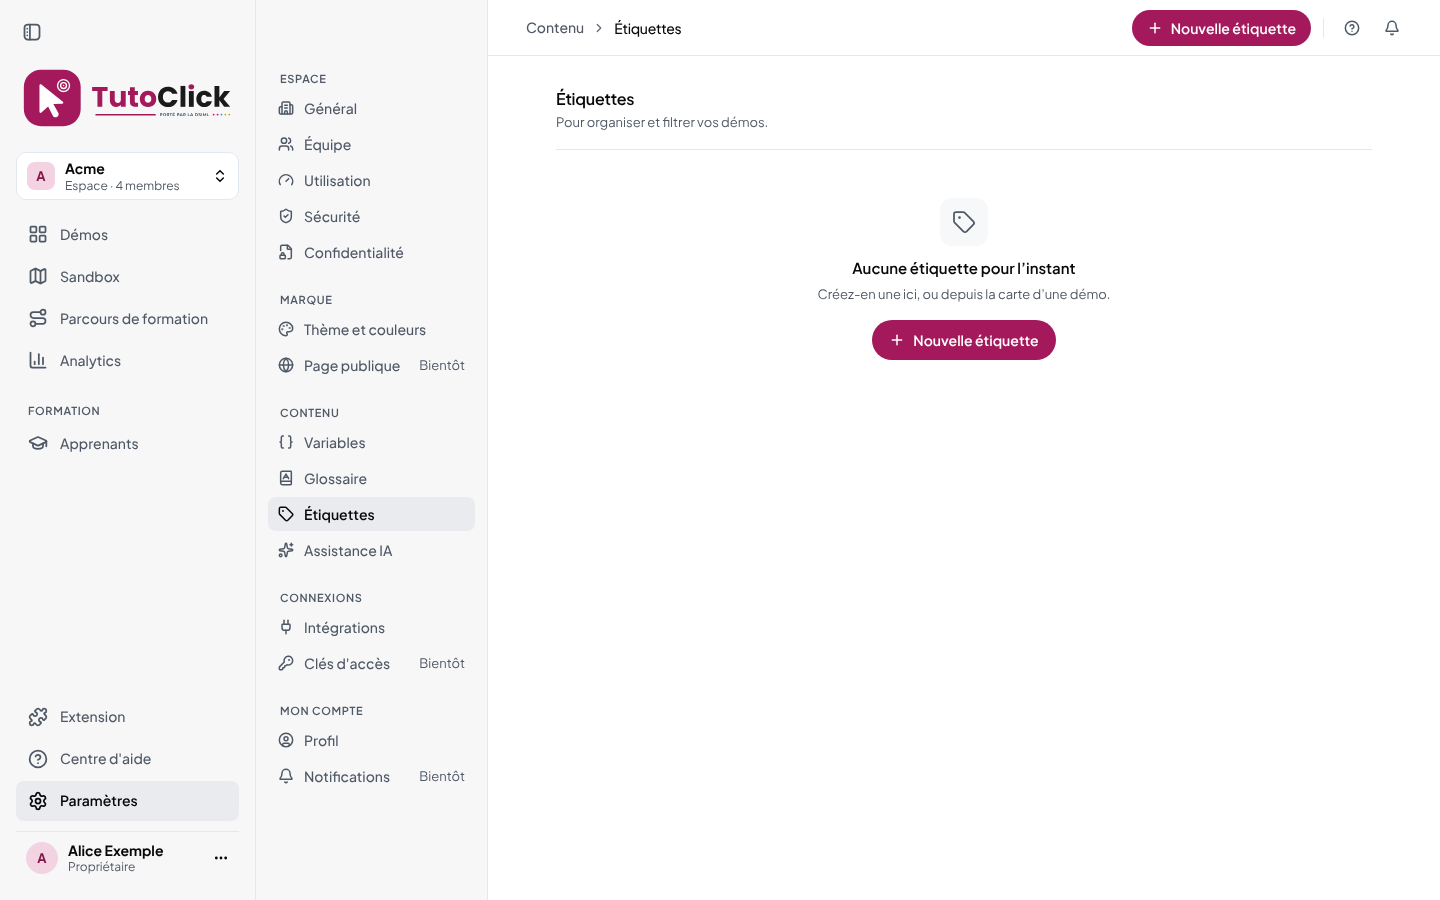 TutoClick
PORTÉ PAR LA DSIML
A
Acme
Espace · 4 membres
Démos
Sandbox
Parcours de formation
Analytics
FORMATION
Apprenants
Extension
Centre d'aide
Paramètres
A
Alice Exemple
Propriétaire
ESPACE
Général
Équipe
Utilisation
Sécurité
Confidentialité
MARQUE
Thème et couleurs
Page publique Bientôt
CONTENU
Variables
Glossaire
Étiquettes
Assistance IA
CONNEXIONS
Intégrations
Clés d'accès Bientôt
MON COMPTE
Profil
Notifications Bientôt
Contenu > Étiquettes
+ Nouvelle étiquette
Étiquettes
Pour organiser et filtrer vos démos.
Aucune étiquette pour l’instant
Créez-en une ici, ou depuis la carte d’une démo.
+ Nouvelle étiquette